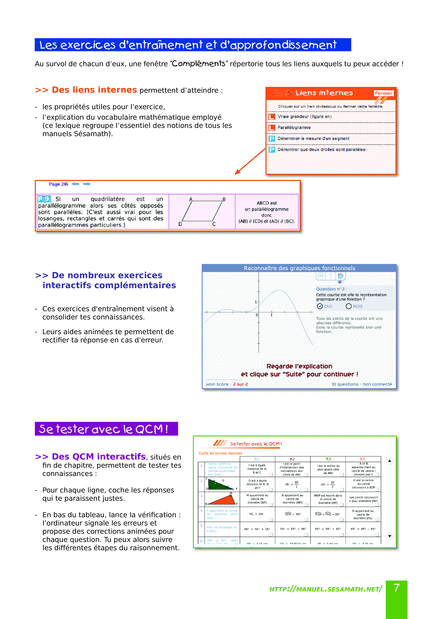 Les exercices d'entraînement et d'approfondissement
Au survol de chacun d'eux, une fenêtre "Compléments" répertorie tous les liens auxquels tu peux accéder !
>> Des liens internes permettent d'atteindre :
- les propriétés utiles pour l'exercice,
- l'explication du vocabulaire mathématique employé
(ce lexique regroupe l'essentiel des notions de tous les
manuels Sésamath).
Liens internes
Fermer
Cliquer sur un lien ci-dessous ou fermer cette fenêtre.
L Vraie grandeur (figure en)
L Parallélogramme
P Déterminer la mesure d'un segment
P Démontrer que deux droites sont parallèles
Page 246
P 3 Si un quadrilatère est un
parallélogramme alors ses côtés opposés
sont parallèles. (C'est aussi vrai pour les
losanges, rectangles et carrés qui sont des
parallélogrammes particuliers.)
A B
D C
ABCD est
un parallélogramme
donc
(AB) // (CD) et (AD) // (BC).
>> De nombreux exercices
interactifs complémentaires
- Ces exercices d'entraînement visent à
consolider tes connaissances.
- Leurs aides animées te permettent de
rectifier ta réponse en cas d'erreur.
Reconnaître des graphiques fonctionnels
Question n°2 :
Cette courbe est-elle la représentation
graphique d'une fonction ?
OUI NON
Tous les points de la courbe ont une
abscisse différente.
Donc la courbe représente bien une
fonction.
Regarde l'explication
et clique sur "Suite" pour continuer !
Mon score : 2 sur 2
10 questions - non connecté
Se tester avec le QCM !
>> Des QCM interactifs, situés en
fin de chapitre, permettent de tester tes
connaissances :
- Pour chaque ligne, coche les réponses
qui te paraissent justes.
- En bas du tableau, lance la vérification :
l'ordinateur signale les erreurs et
propose des corrections animées pour
chaque question. Tu peux alors suivre
les différentes étapes du raisonnement.
Se tester avec le QCM !
HTTP://MANUEL.SESAMATH.NET/
7